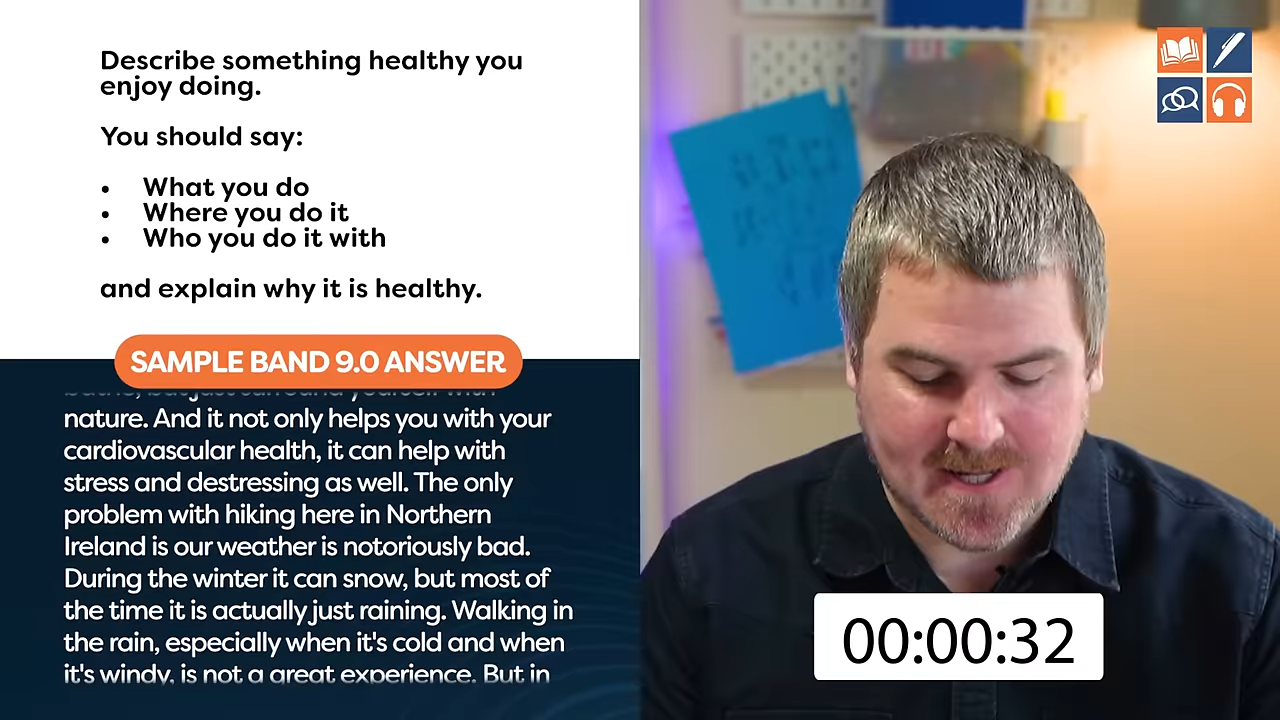 Describe something healthy you
enjoy doing.
You should say:
• What you do
• Where you do it
• Who you do it with
and explain why it is healthy.
SAMPLE BAND 9.0 ANSWER
nature. And it not only helps you with your
cardiovascular health, it can help with
stress and destressing as well. The only
problem with hiking here in Northern
Ireland is our weather is notoriously bad.
During the winter it can snow, but most of
the time it is actually just raining. Walking in
the rain, especially when it's cold and when
it's windy, is not a great experience. But in
00:00:32